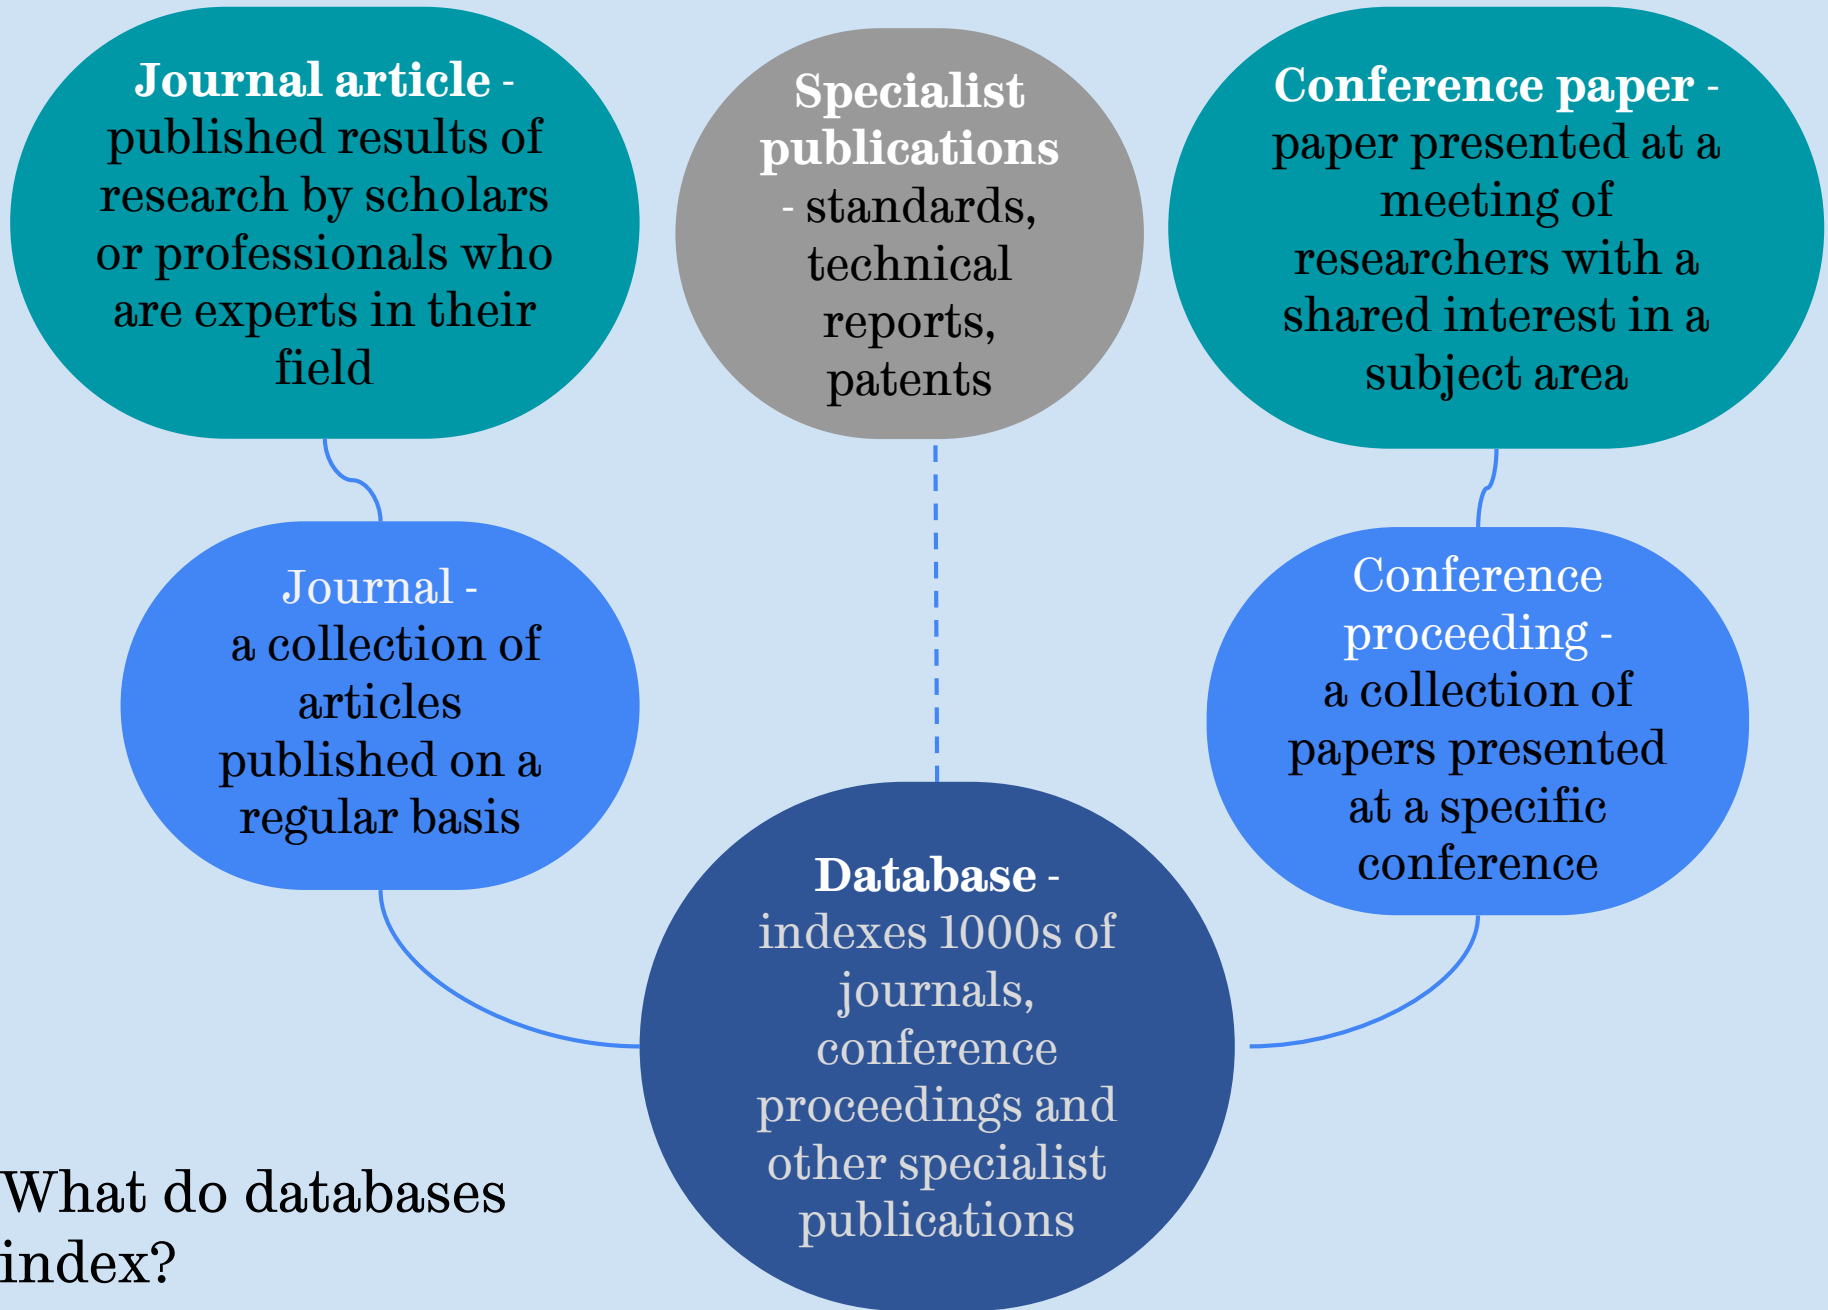 Journal article -
published results of
research by scholars
or professionals who
are experts in their
field
Specialist
publications
- standards,
technical
reports,
patents
Conference paper -
paper presented at a
meeting of
researchers with a
shared interest in a
subject area
Journal -
a collection of
articles
published on a
regular basis
Conference
proceeding -
a collection of
papers presented
at a specific
conference
Database -
indexes 1000s of
journals,
conference
proceedings and
other specialist
publications
What do databases
index?